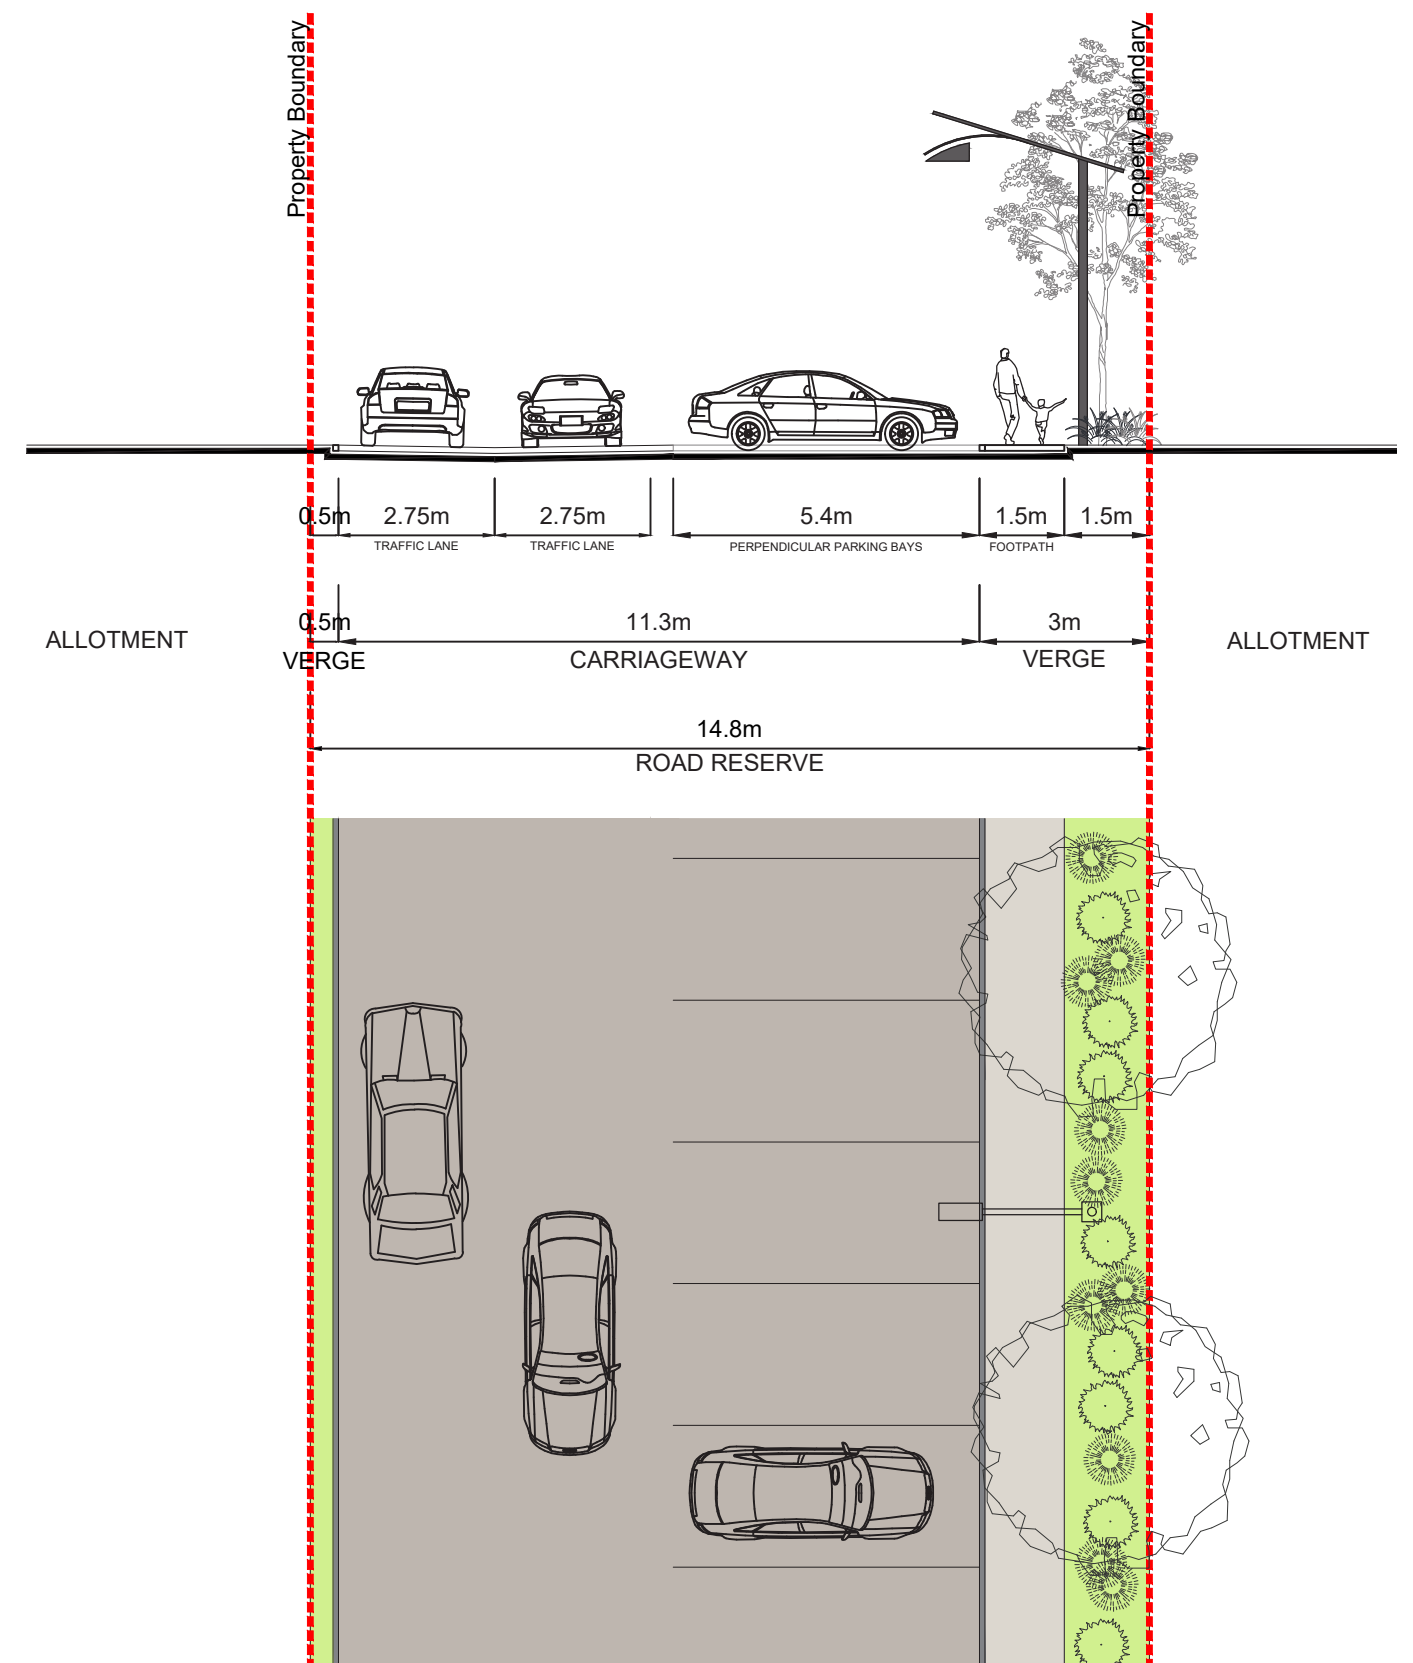 Property Boundary
Property Boundary
0.5m 2.75m 2.75m 5.4m 1.5m 1.5m
TRAFFIC LANE TRAFFIC LANE PERPENDICULAR PARKING BAYS FOOTPATH
0.5m 11.3m 3m
ALLOTMENT ALLOTMENT
VERGE CARRIAGEWAY VERGE
14.8m
ROAD RESERVE